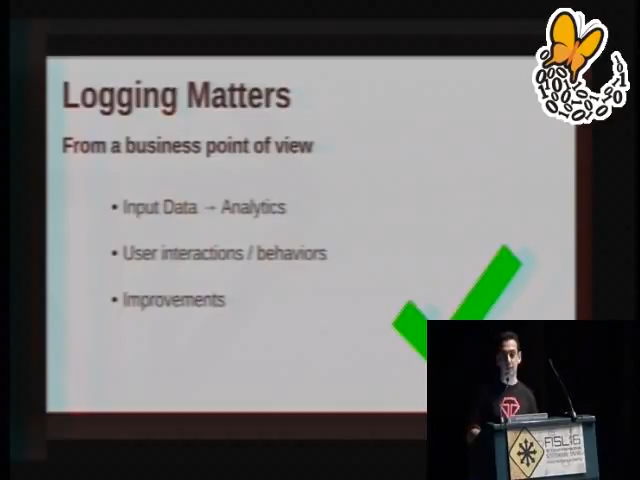 Logging Matters
From a business point of view
• Input Data → Analytics
• User interactions / behaviors
• Improvements
FISL16